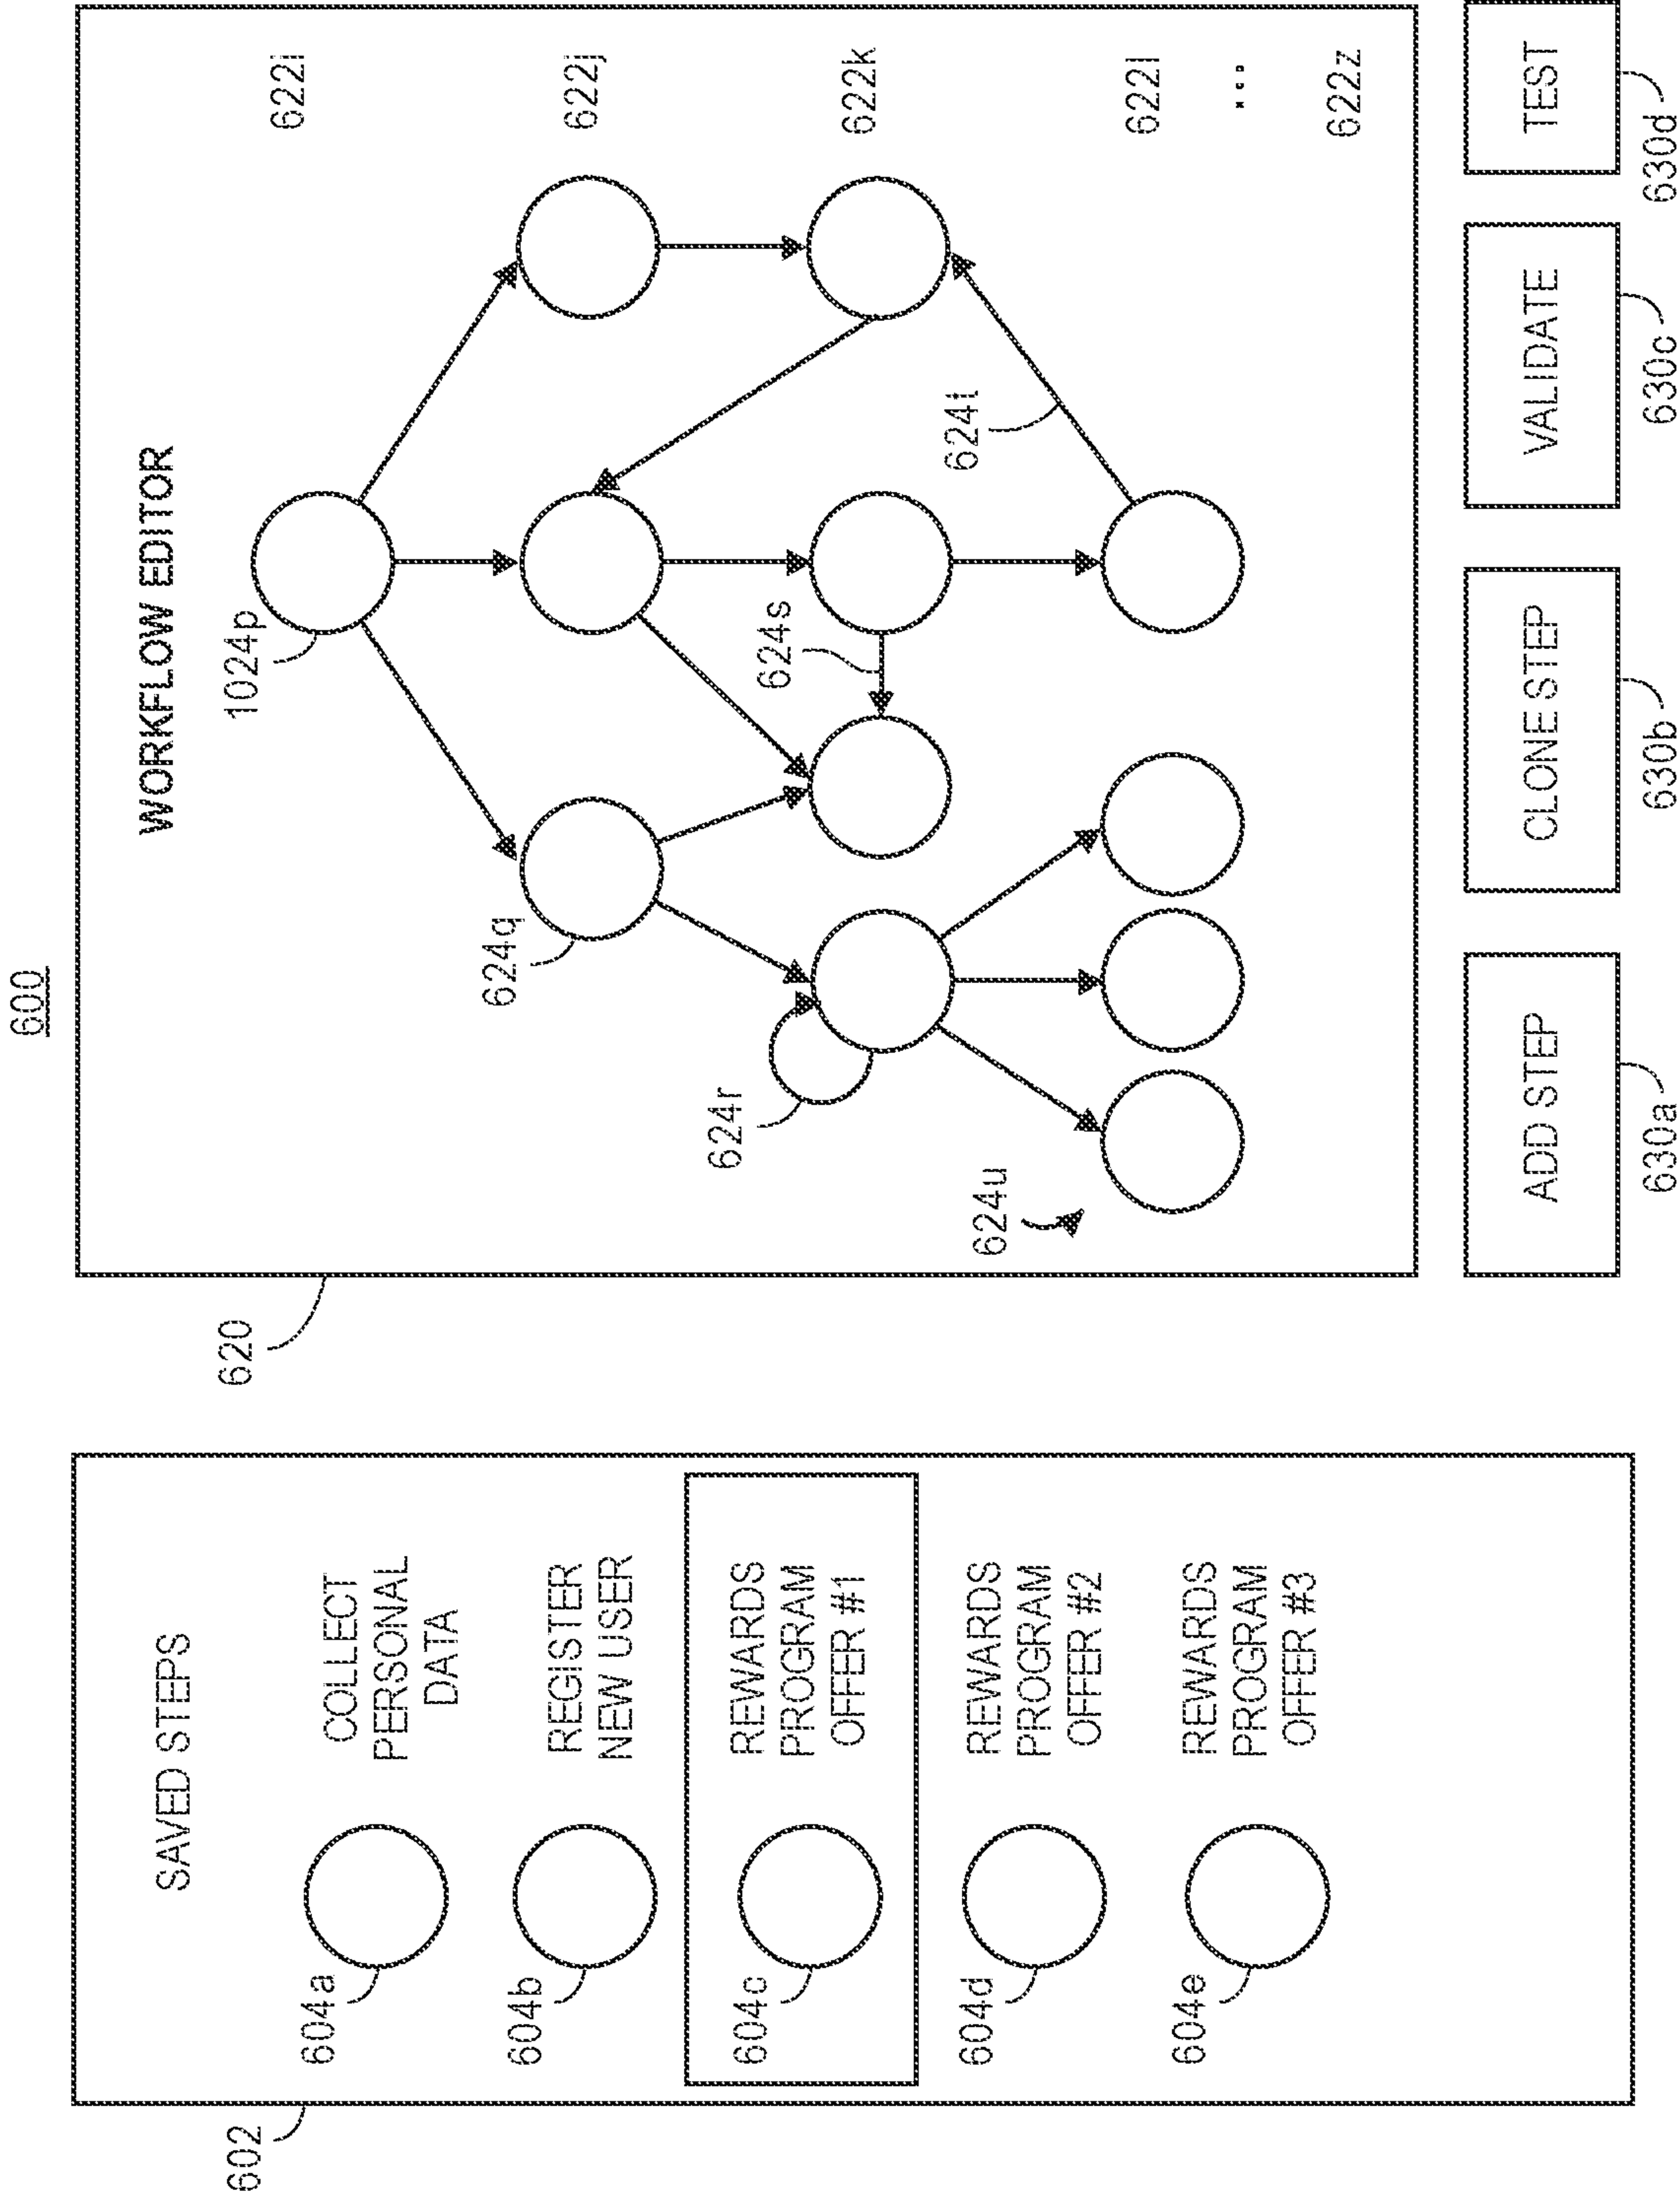 600
602
SAVED STEPS
604a
COLLECT
PERSONAL
DATA
604b
REGISTER
NEW USER
604c
REWARDS
PROGRAM
OFFER #1
604d
REWARDS
PROGRAM
OFFER #2
604e
REWARDS
PROGRAM
OFFER #3
620
WORKFLOW EDITOR
1024p
622i
624q
622j
624r
624s
622k
624u
624t
622l
...
622z
ADD STEP
CLONE STEP
VALIDATE
TEST
630a
630b
630c
630d